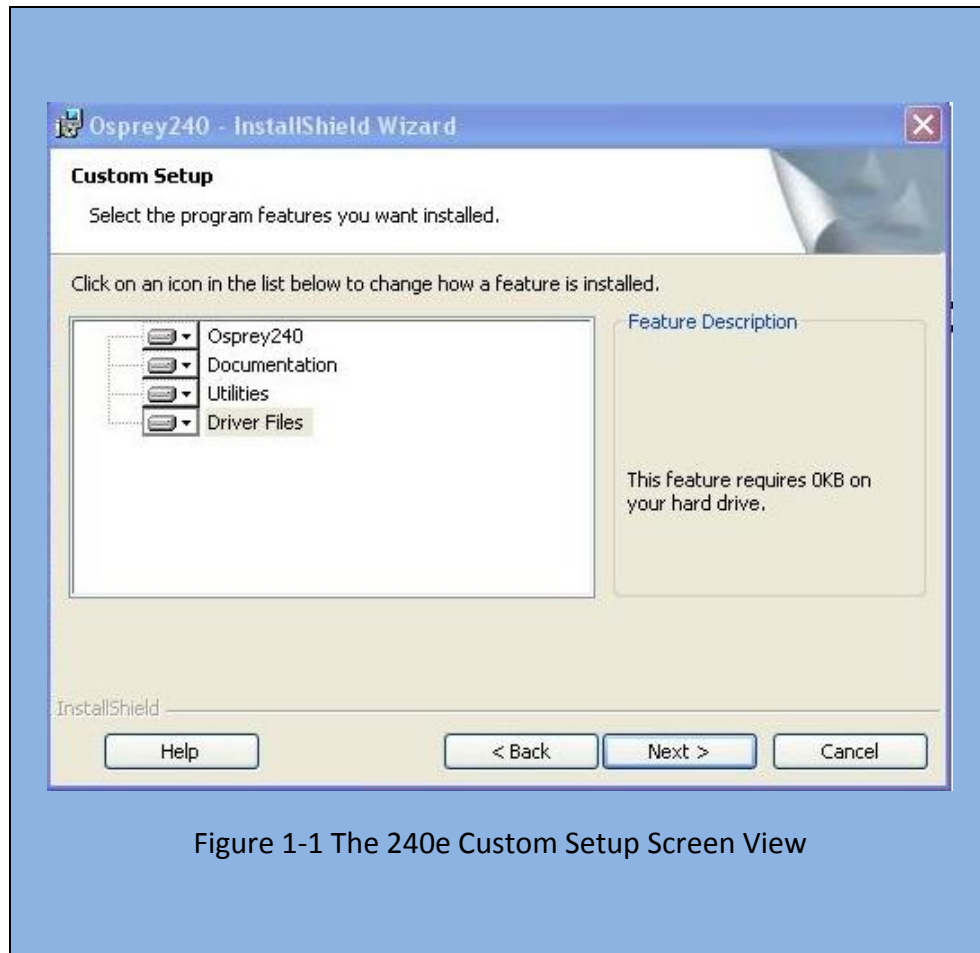 Osprey240 - InstallShield Wizard
Custom Setup
Select the program features you want installed.
Click on an icon in the list below to change how a feature is installed.
Osprey240
Documentation
Utilities
Driver Files
Feature Description
This feature requires 0KB on
your hard drive.
InstallShield
Help
< Back
Next >
Cancel
Figure 1-1 The 240e Custom Setup Screen View